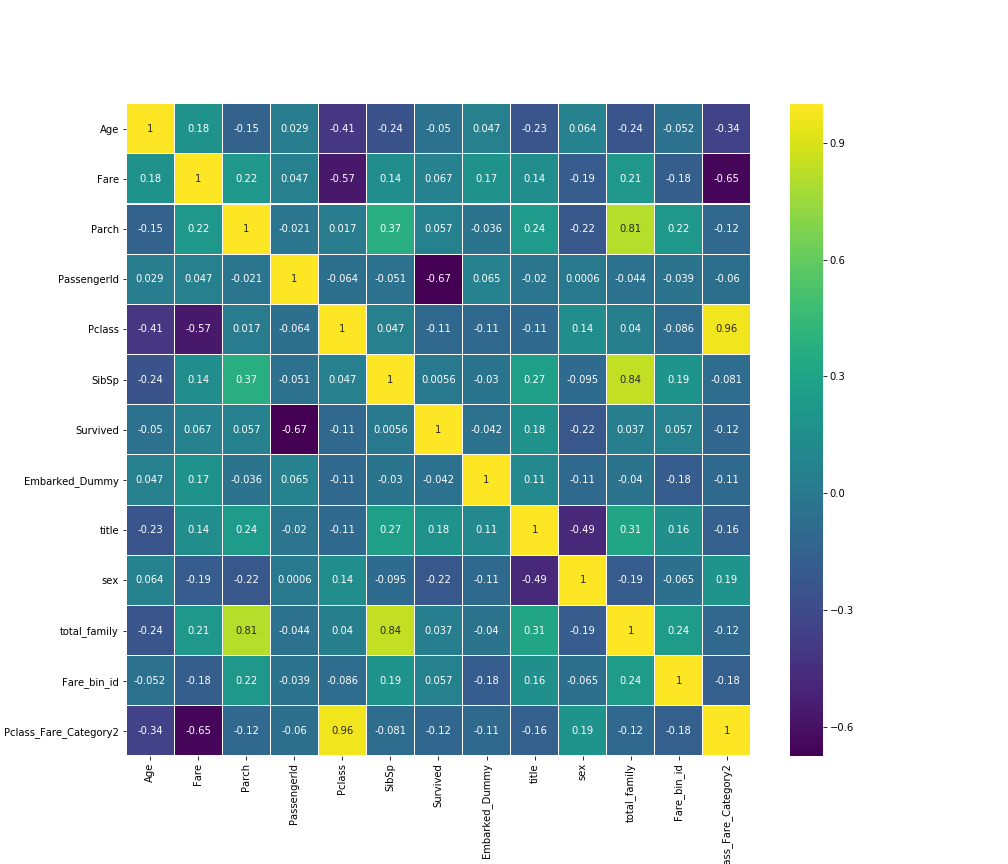 Age 1 0.18 -0.15 0.029 -0.41 -0.24 -0.05 0.047 -0.23 0.064 -0.24 -0.052 -0.34
Fare 0.18 1 0.22 0.047 -0.57 0.14 0.067 0.17 0.14 -0.19 0.21 -0.18 -0.65
Parch -0.15 0.22 1 -0.021 0.017 0.37 0.057 -0.036 0.24 -0.22 0.81 0.22 -0.12
PassengerId 0.029 0.047 -0.021 1 -0.064 -0.051 -0.67 0.065 -0.02 0.0006 -0.044 -0.039 -0.06
Pclass -0.41 -0.57 0.017 -0.064 1 0.047 -0.11 -0.11 -0.11 0.14 0.04 -0.086 0.96
SibSp -0.24 0.14 0.37 -0.051 0.047 1 0.0056 -0.03 0.27 -0.095 0.84 0.19 -0.081
Survived -0.05 0.067 0.057 -0.67 -0.11 0.0056 1 -0.042 0.18 -0.22 0.037 0.057 -0.12
Embarked_Dummy 0.047 0.17 -0.036 0.065 -0.11 -0.03 -0.042 1 0.11 -0.11 -0.04 -0.18 -0.11
title -0.23 0.14 0.24 -0.02 -0.11 0.27 0.18 0.11 1 -0.49 0.31 0.16 -0.16
sex 0.064 -0.19 -0.22 0.0006 0.14 -0.095 -0.22 -0.11 -0.49 1 -0.19 -0.065 0.19
total_family -0.24 0.21 0.81 -0.044 0.04 0.84 0.037 -0.04 0.31 -0.19 1 0.24 -0.12
Fare_bin_id -0.052 -0.18 0.22 -0.039 -0.086 0.19 0.057 -0.18 0.16 -0.065 0.24 1 -0.18
Pclass_Fare_Category2 -0.34 -0.65 -0.12 -0.06 0.96 -0.081 -0.12 -0.11 -0.16 0.19 -0.12 -0.18 1
Age
Fare
Parch
PassengerId
Pclass
SibSp
Survived
Embarked_Dummy
title
sex
total_family
Fare_bin_id
ass_Fare_Category2
0.9
0.6
0.3
0.0
−0.3
−0.6